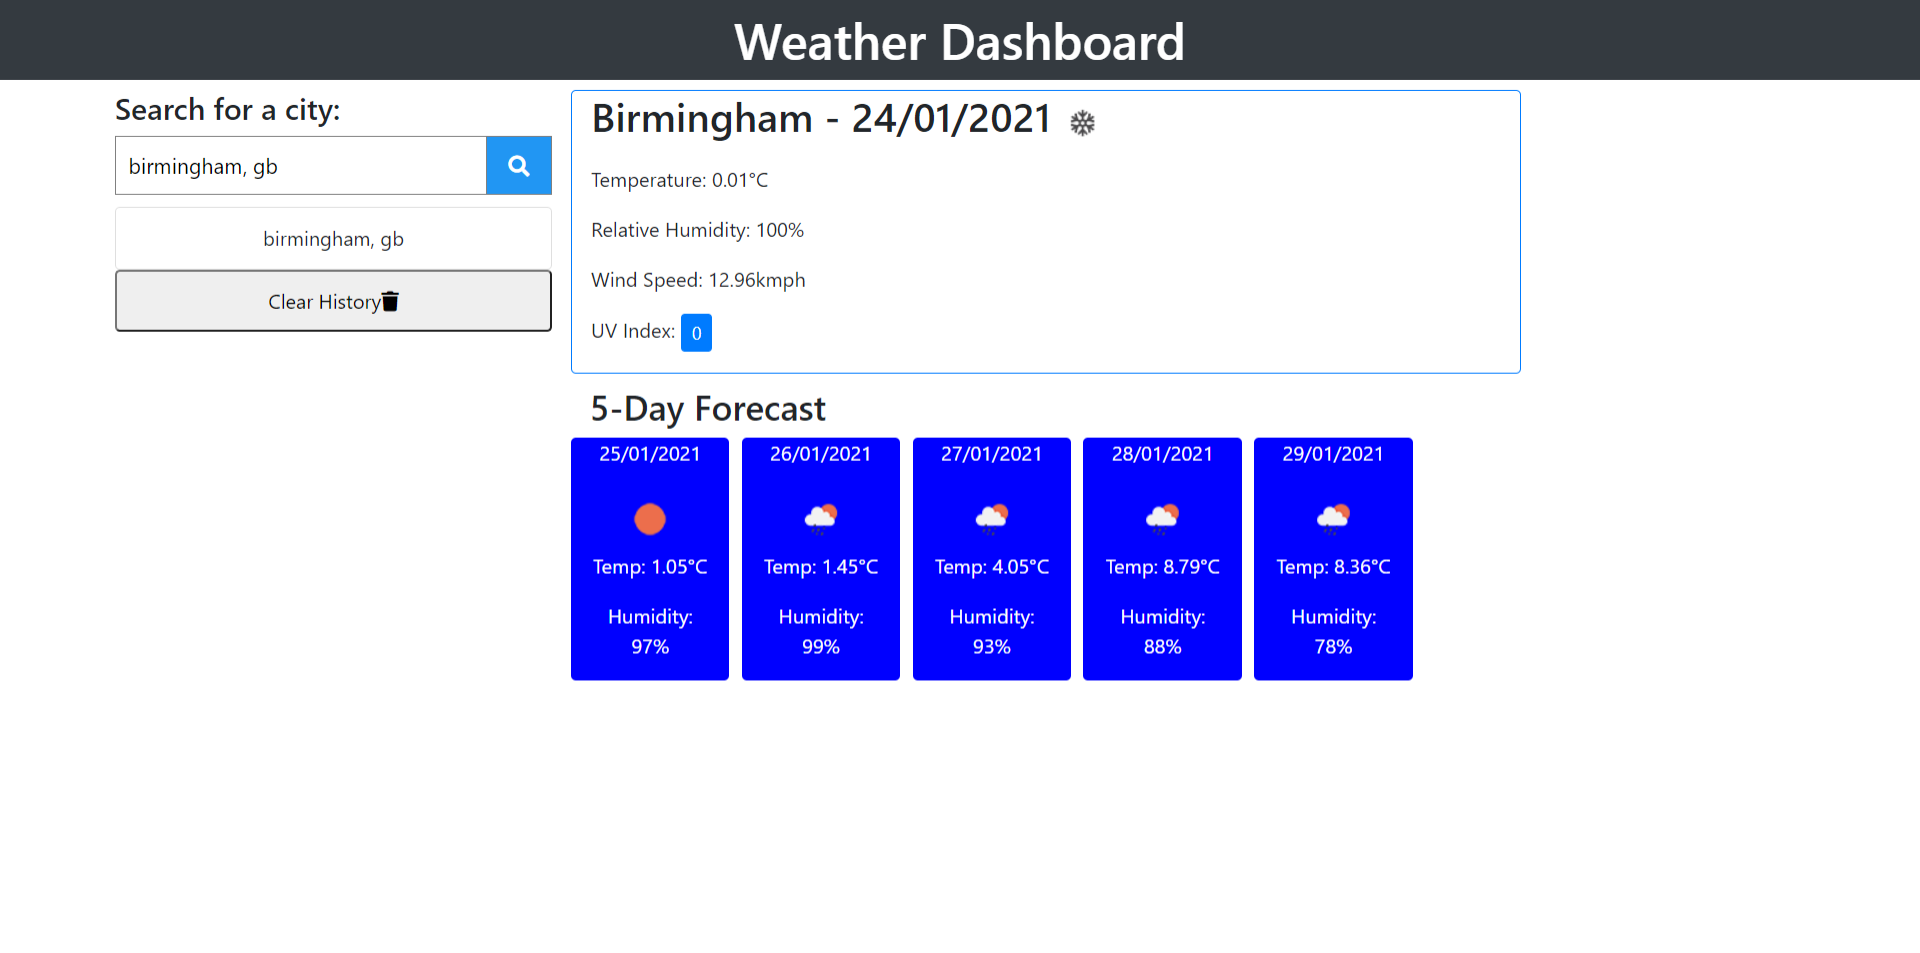 Weather Dashboard
Search for a city:
birmingham, gb
birmingham, gb
Clear History
Birmingham - 24/01/2021
Temperature: 0.01°C
Relative Humidity: 100%
Wind Speed: 12.96kmph
UV Index: 0
5-Day Forecast
25/01/2021
Temp: 1.05°C
Humidity:
97%
26/01/2021
Temp: 1.45°C
Humidity:
99%
27/01/2021
Temp: 4.05°C
Humidity:
93%
28/01/2021
Temp: 8.79°C
Humidity:
88%
29/01/2021
Temp: 8.36°C
Humidity:
78%